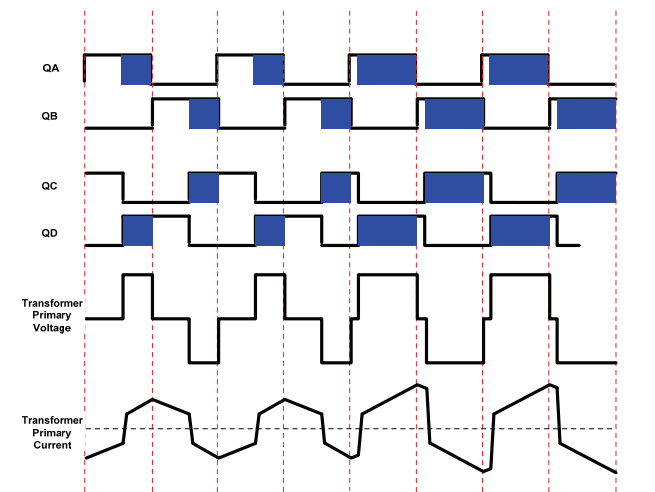 QA
QB
QC
QD
Transformer
Primary
Voltage
Transformer
Primary
Current